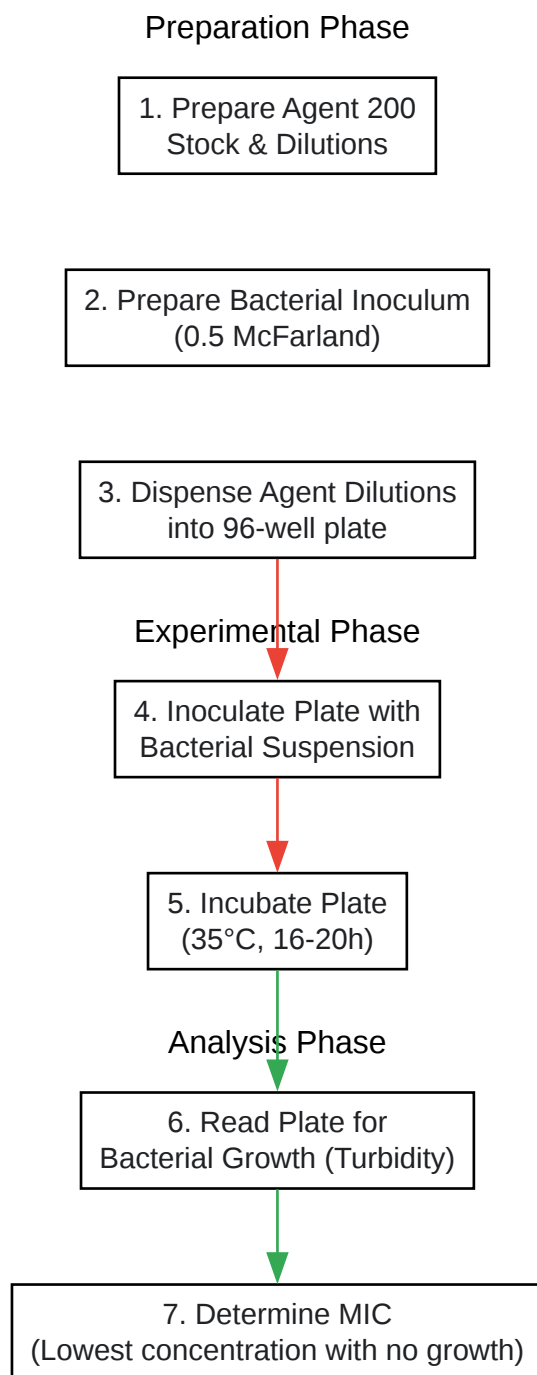 Preparation Phase
1. Prepare Agent 200
Stock & Dilutions
2. Prepare Bacterial Inoculum
(0.5 McFarland)
3. Dispense Agent Dilutions
into 96-well plate
Experimental Phase
4. Inoculate Plate with
Bacterial Suspension
5. Incubate Plate
(35°C, 16-20h)
Analysis Phase
6. Read Plate for
Bacterial Growth (Turbidity)
7. Determine MIC
(Lowest concentration with no growth)